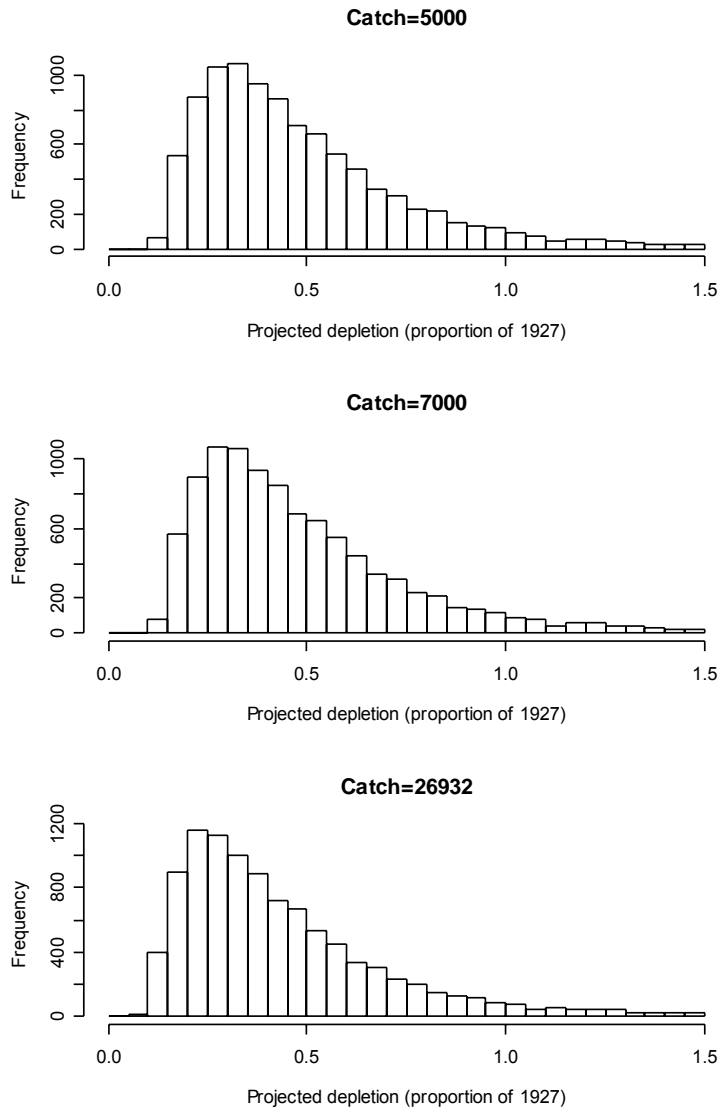 Catch=5000
Frequency
1000
600
200
0
0.0 0.5 1.0 1.5
Projected depletion (proportion of 1927)
Catch=7000
Frequency
1000
600
200
0
0.0 0.5 1.0 1.5
Projected depletion (proportion of 1927)
Catch=26932
Frequency
1200
800
400
0
0.0 0.5 1.0 1.5
Projected depletion (proportion of 1927)